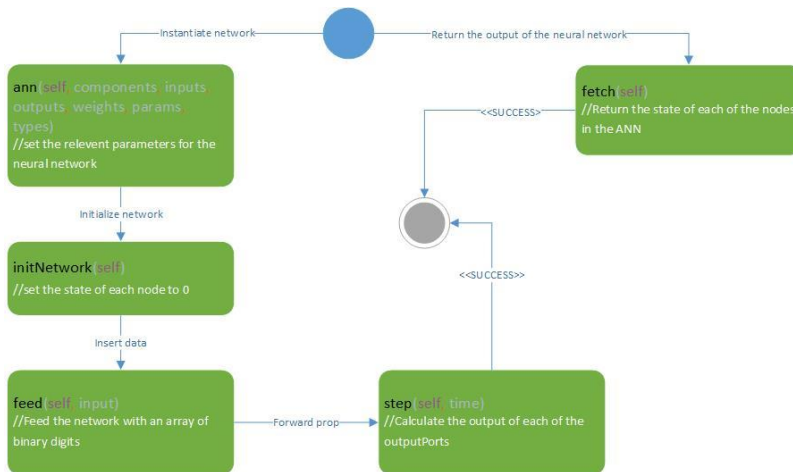 Instantiate network
Return the output of the neural network
ann(self, components, inputs,
outputs, weights, params,
types)
//set the relevent parameters for the
neural network
fetch(self)
//Return the state of each of the nodes
in the ANN
<<SUCCESS>
Initialize network
initNetwork(self)
//set the state of each node to 0
<<SUCCESS>>
Insert data
feed(self, input)
//Feed the network with an array of
binary digits
Forward prop
step(self, time)
//Calculate the output of each of the
outputPorts